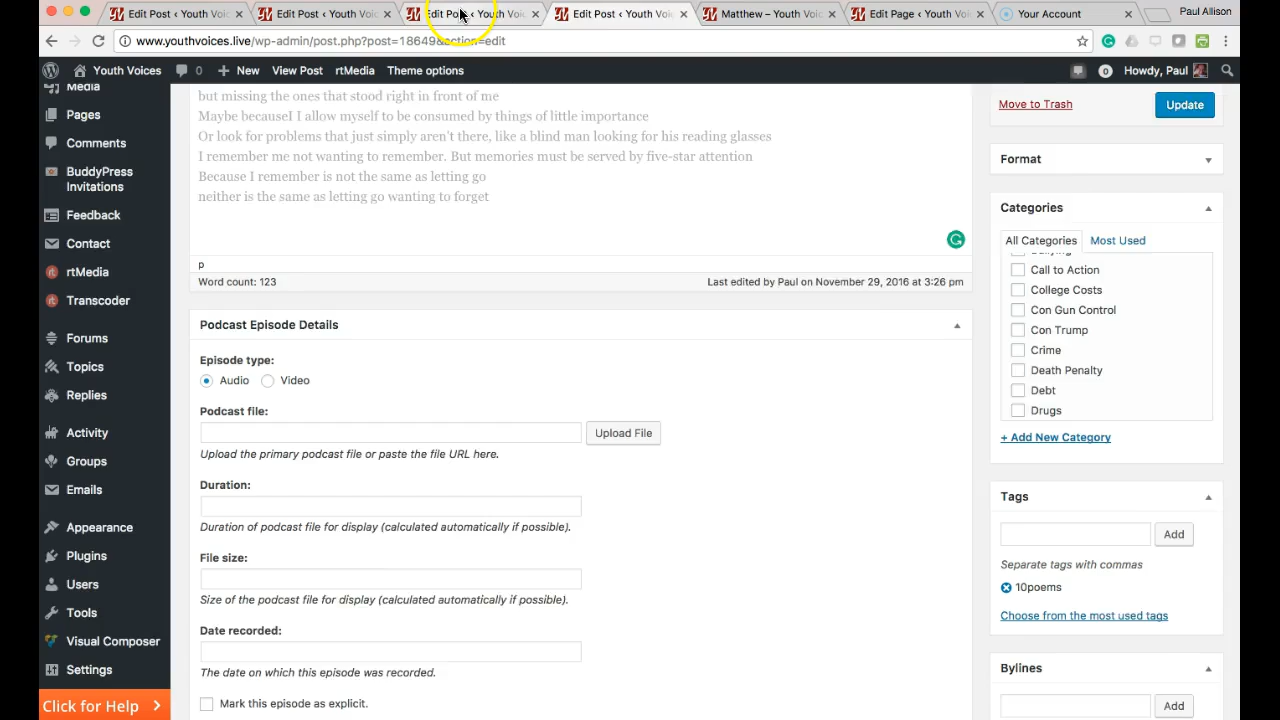 Edit Post ‹ Youth Voi
Edit Post ‹ Youth Voi
Edit Post ‹ Youth Voi
Edit Post ‹ Youth Voi
Matthew – Youth Voi
Edit Page ‹ Youth Voi
Your Account
Paul Allison
www.youthvoices.live/wp-admin/post.php?post=18649&action=edit
Youth Voices
0
New
View Post
rtMedia
Theme options
0
Howdy, Paul
Media
Pages
Comments
BuddyPress
Invitations
Feedback
Contact
rtMedia
Transcoder
Forums
Topics
Replies
Activity
Groups
Emails
Appearance
Plugins
Users
Tools
Visual Composer
Settings
Click for Help
but missing the ones that stood right in front of me
Maybe becauseI I allow myself to be consumed by things of little importance
Or look for problems that just simply aren't there, like a blind man looking for his reading glasses
I remember me not wanting to remember. But memories must be served by five-star attention
Because I remember is not the same as letting go
neither is the same as letting go wanting to forget
p
Word count: 123
Last edited by Paul on November 29, 2016 at 3:26 pm
Podcast Episode Details
Episode type:
Audio
Video
Podcast file:
Upload File
Upload the primary podcast file or paste the file URL here.
Duration:
Duration of podcast file for display (calculated automatically if possible).
File size:
Size of the podcast file for display (calculated automatically if possible).
Date recorded:
The date on which this episode was recorded.
Mark this episode as explicit.
Move to Trash
Update
Format
Categories
All Categories
Most Used
Bullying
Call to Action
College Costs
Con Gun Control
Con Trump
Crime
Death Penalty
Debt
Drugs
+ Add New Category
Tags
Add
Separate tags with commas
10poems
Choose from the most used tags
Bylines
Add